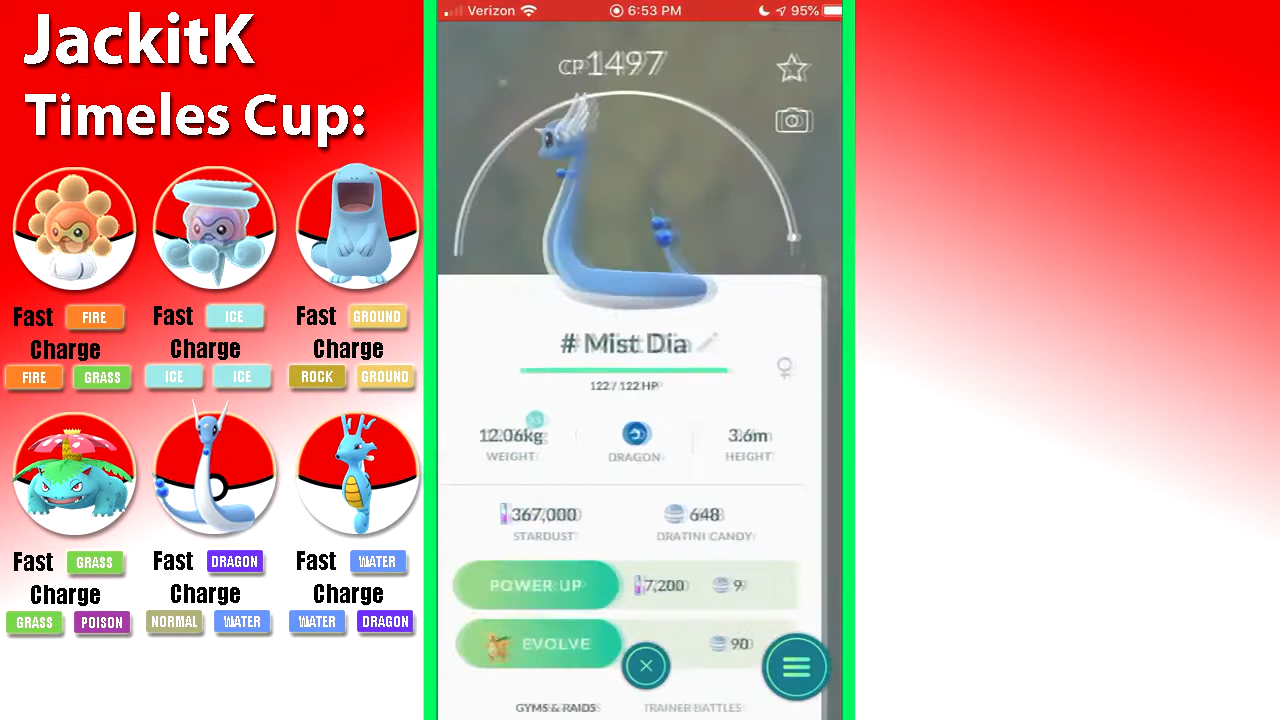 JackitK
Timeles Cup:
Fast FIRE
Charge
FIRE GRASS
Fast ICE
Charge
ICE ICE
Fast GROUND
Charge
ROCK GROUND
Fast GRASS
Charge
GRASS POISON
Fast DRAGON
Charge
NORMAL WATER
Fast WATER
Charge
WATER DRAGON
Verizon 6:53 PM 95%
CP1497
# Mist Dia
122 / 122 HP
XS
12.06kg 3.6m
WEIGHT DRAGON HEIGHT
367,000 648
STARDUST DRATINI CANDY
POWER UP 7,200 9
EVOLVE 90
GYMS & RAIDS TRAINER BATTLES